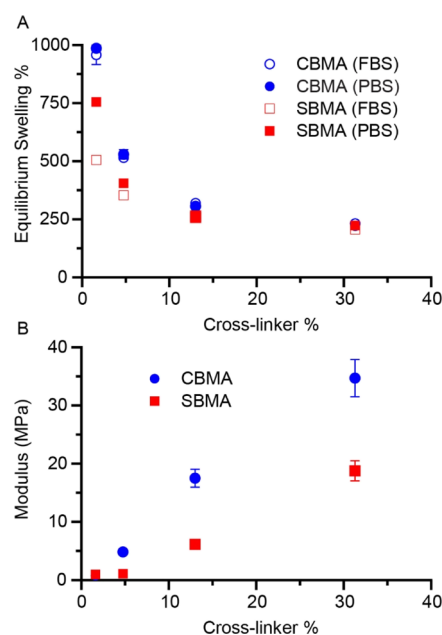 A
Equilibrium Swelling %
1000
750
500
250
0
CBMA (FBS)
CBMA (PBS)
SBMA (FBS)
SBMA (PBS)
0 10 20 30 40
Cross-linker %
B
Modulus (MPa)
40
30
20
10
0
CBMA
SBMA
0 10 20 30 40
Cross-linker %